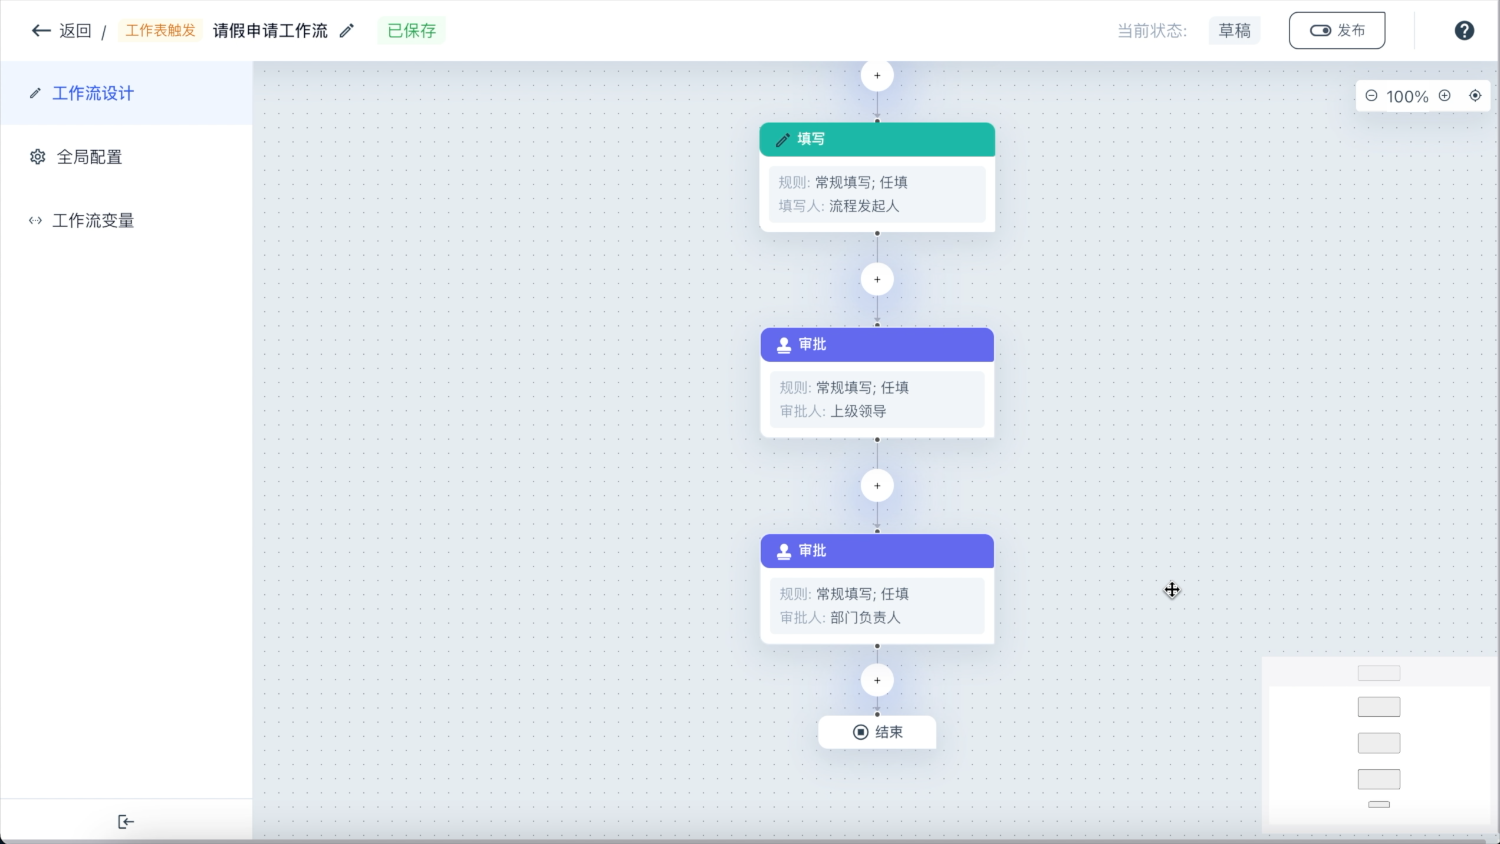 返回 / 工作表触发 请假申请工作流 已保存 当前状态: 草稿 发布
工作流设计
全局配置
工作流变量
100%
填写
规则: 常规填写; 任填
填写人: 流程发起人
审批
规则: 常规填写; 任填
审批人: 上级领导
审批
规则: 常规填写; 任填
审批人: 部门负责人
结束